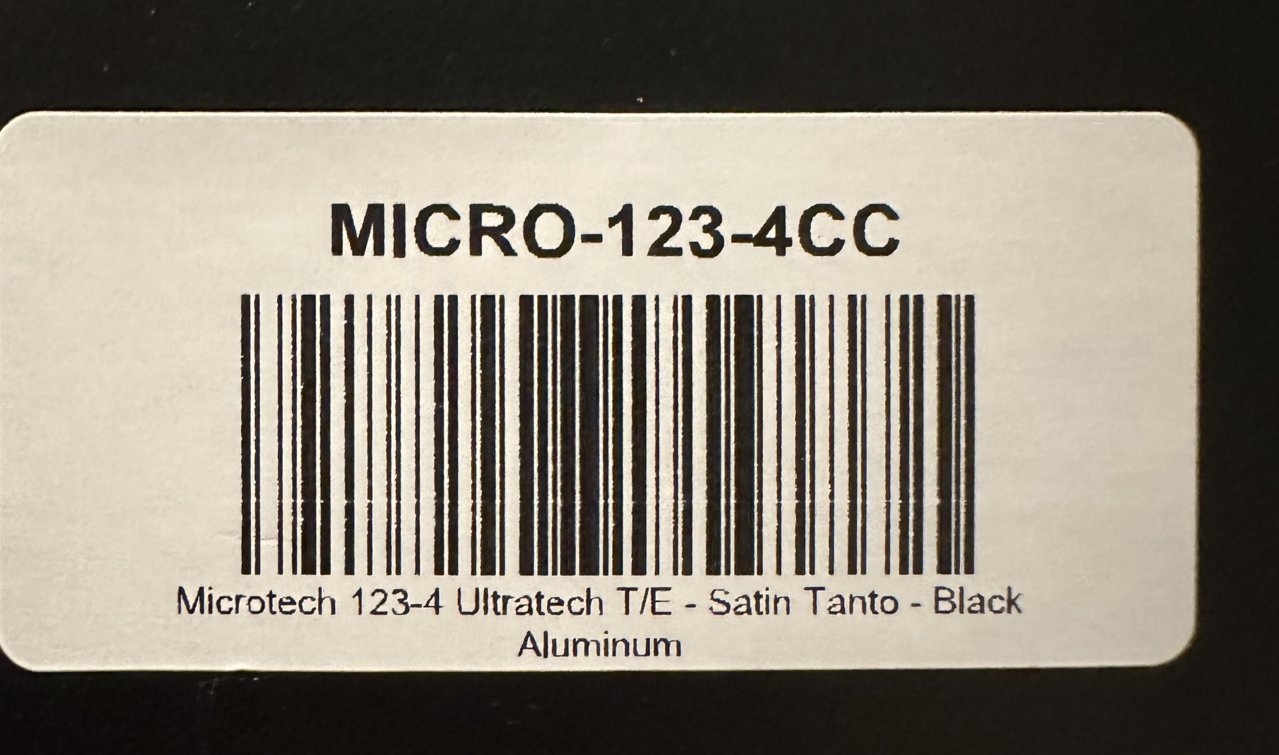 MICRO-123-4CC
Microtech 123-4 Ultratech T/E - Satin Tanto - Black
Aluminum